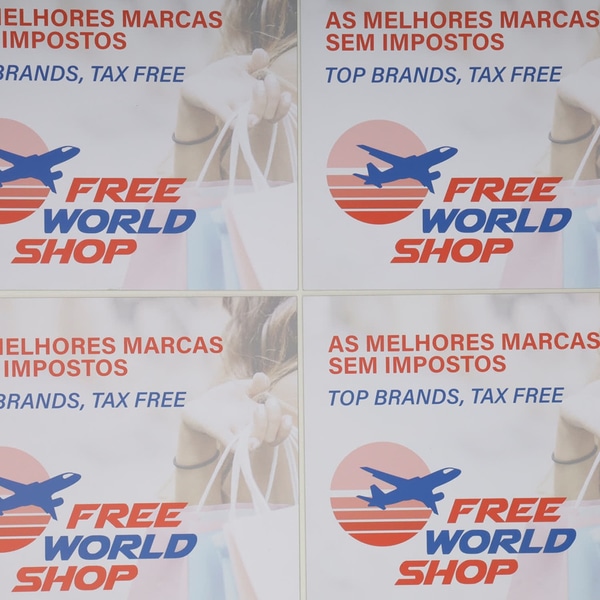 MELHORES MARCAS
IMPOSTOS
BRANDS, TAX FREE
FREE
WORLD
SHOP
AS MELHORES MARCAS
SEM IMPOSTOS
TOP BRANDS, TAX FREE
FREE
WORLD
SHOP
MELHORES MARCAS
IMPOSTOS
BRANDS, TAX FREE
FREE
WORLD
SHOP
AS MELHORES MARCAS
SEM IMPOSTOS
TOP BRANDS, TAX FREE
FREE
WORLD
SHOP